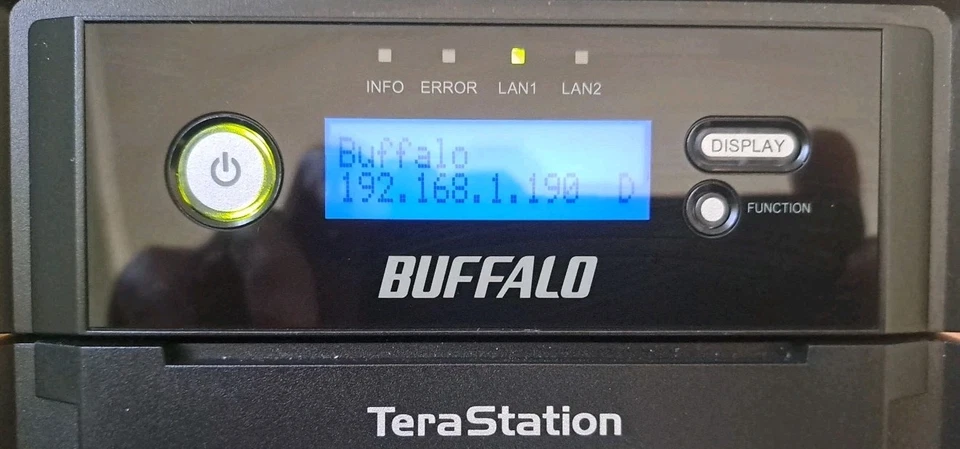 INFO ERROR LAN1 LAN2
Buffalo
192.168.1.190 D
DISPLAY
FUNCTION
BUFFALO
TeraStation